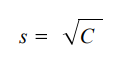 s = √C